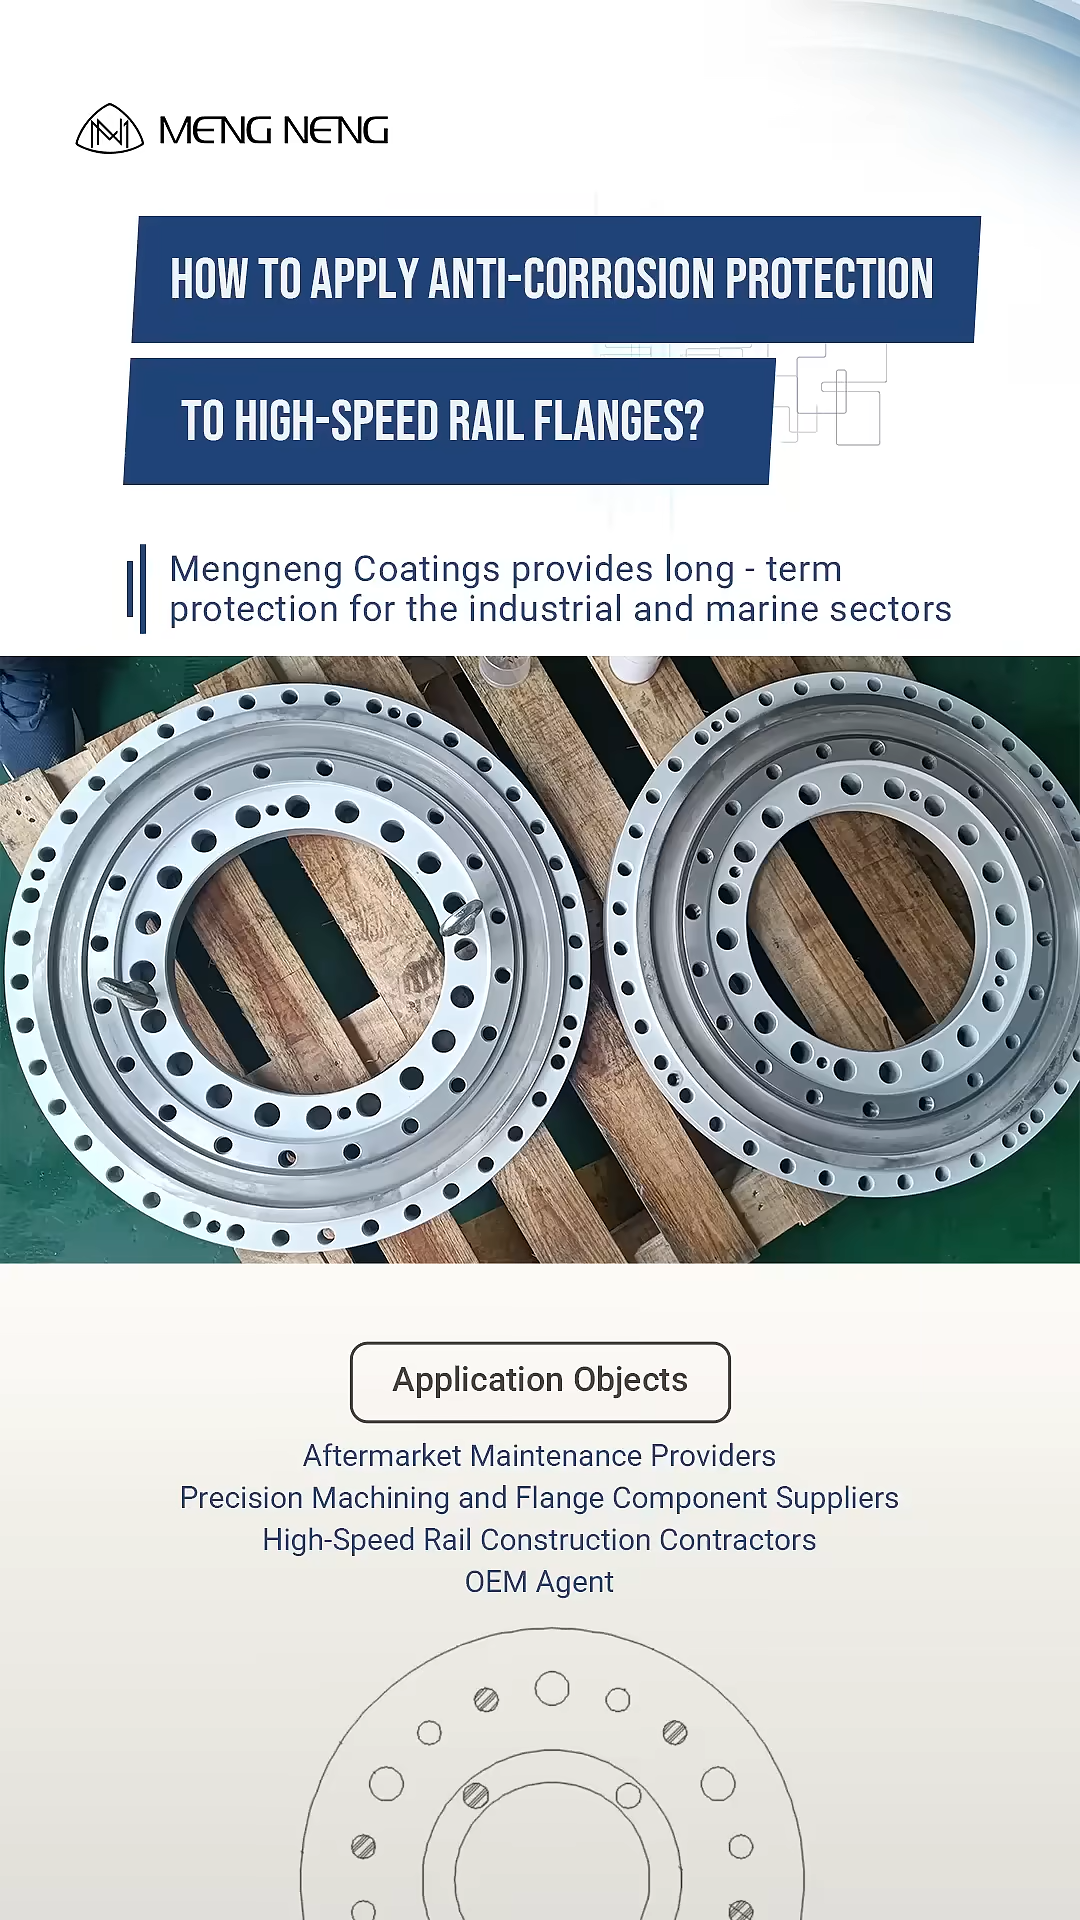 MENG NENG
HOW TO APPLY ANTI-CORROSION PROTECTION
TO HIGH-SPEED RAIL FLANGES?
Mengneng Coatings provides long - term
protection for the industrial and marine sectors
Application Objects
Aftermarket Maintenance Providers
Precision Machining and Flange Component Suppliers
High-Speed Rail Construction Contractors
OEM Agent